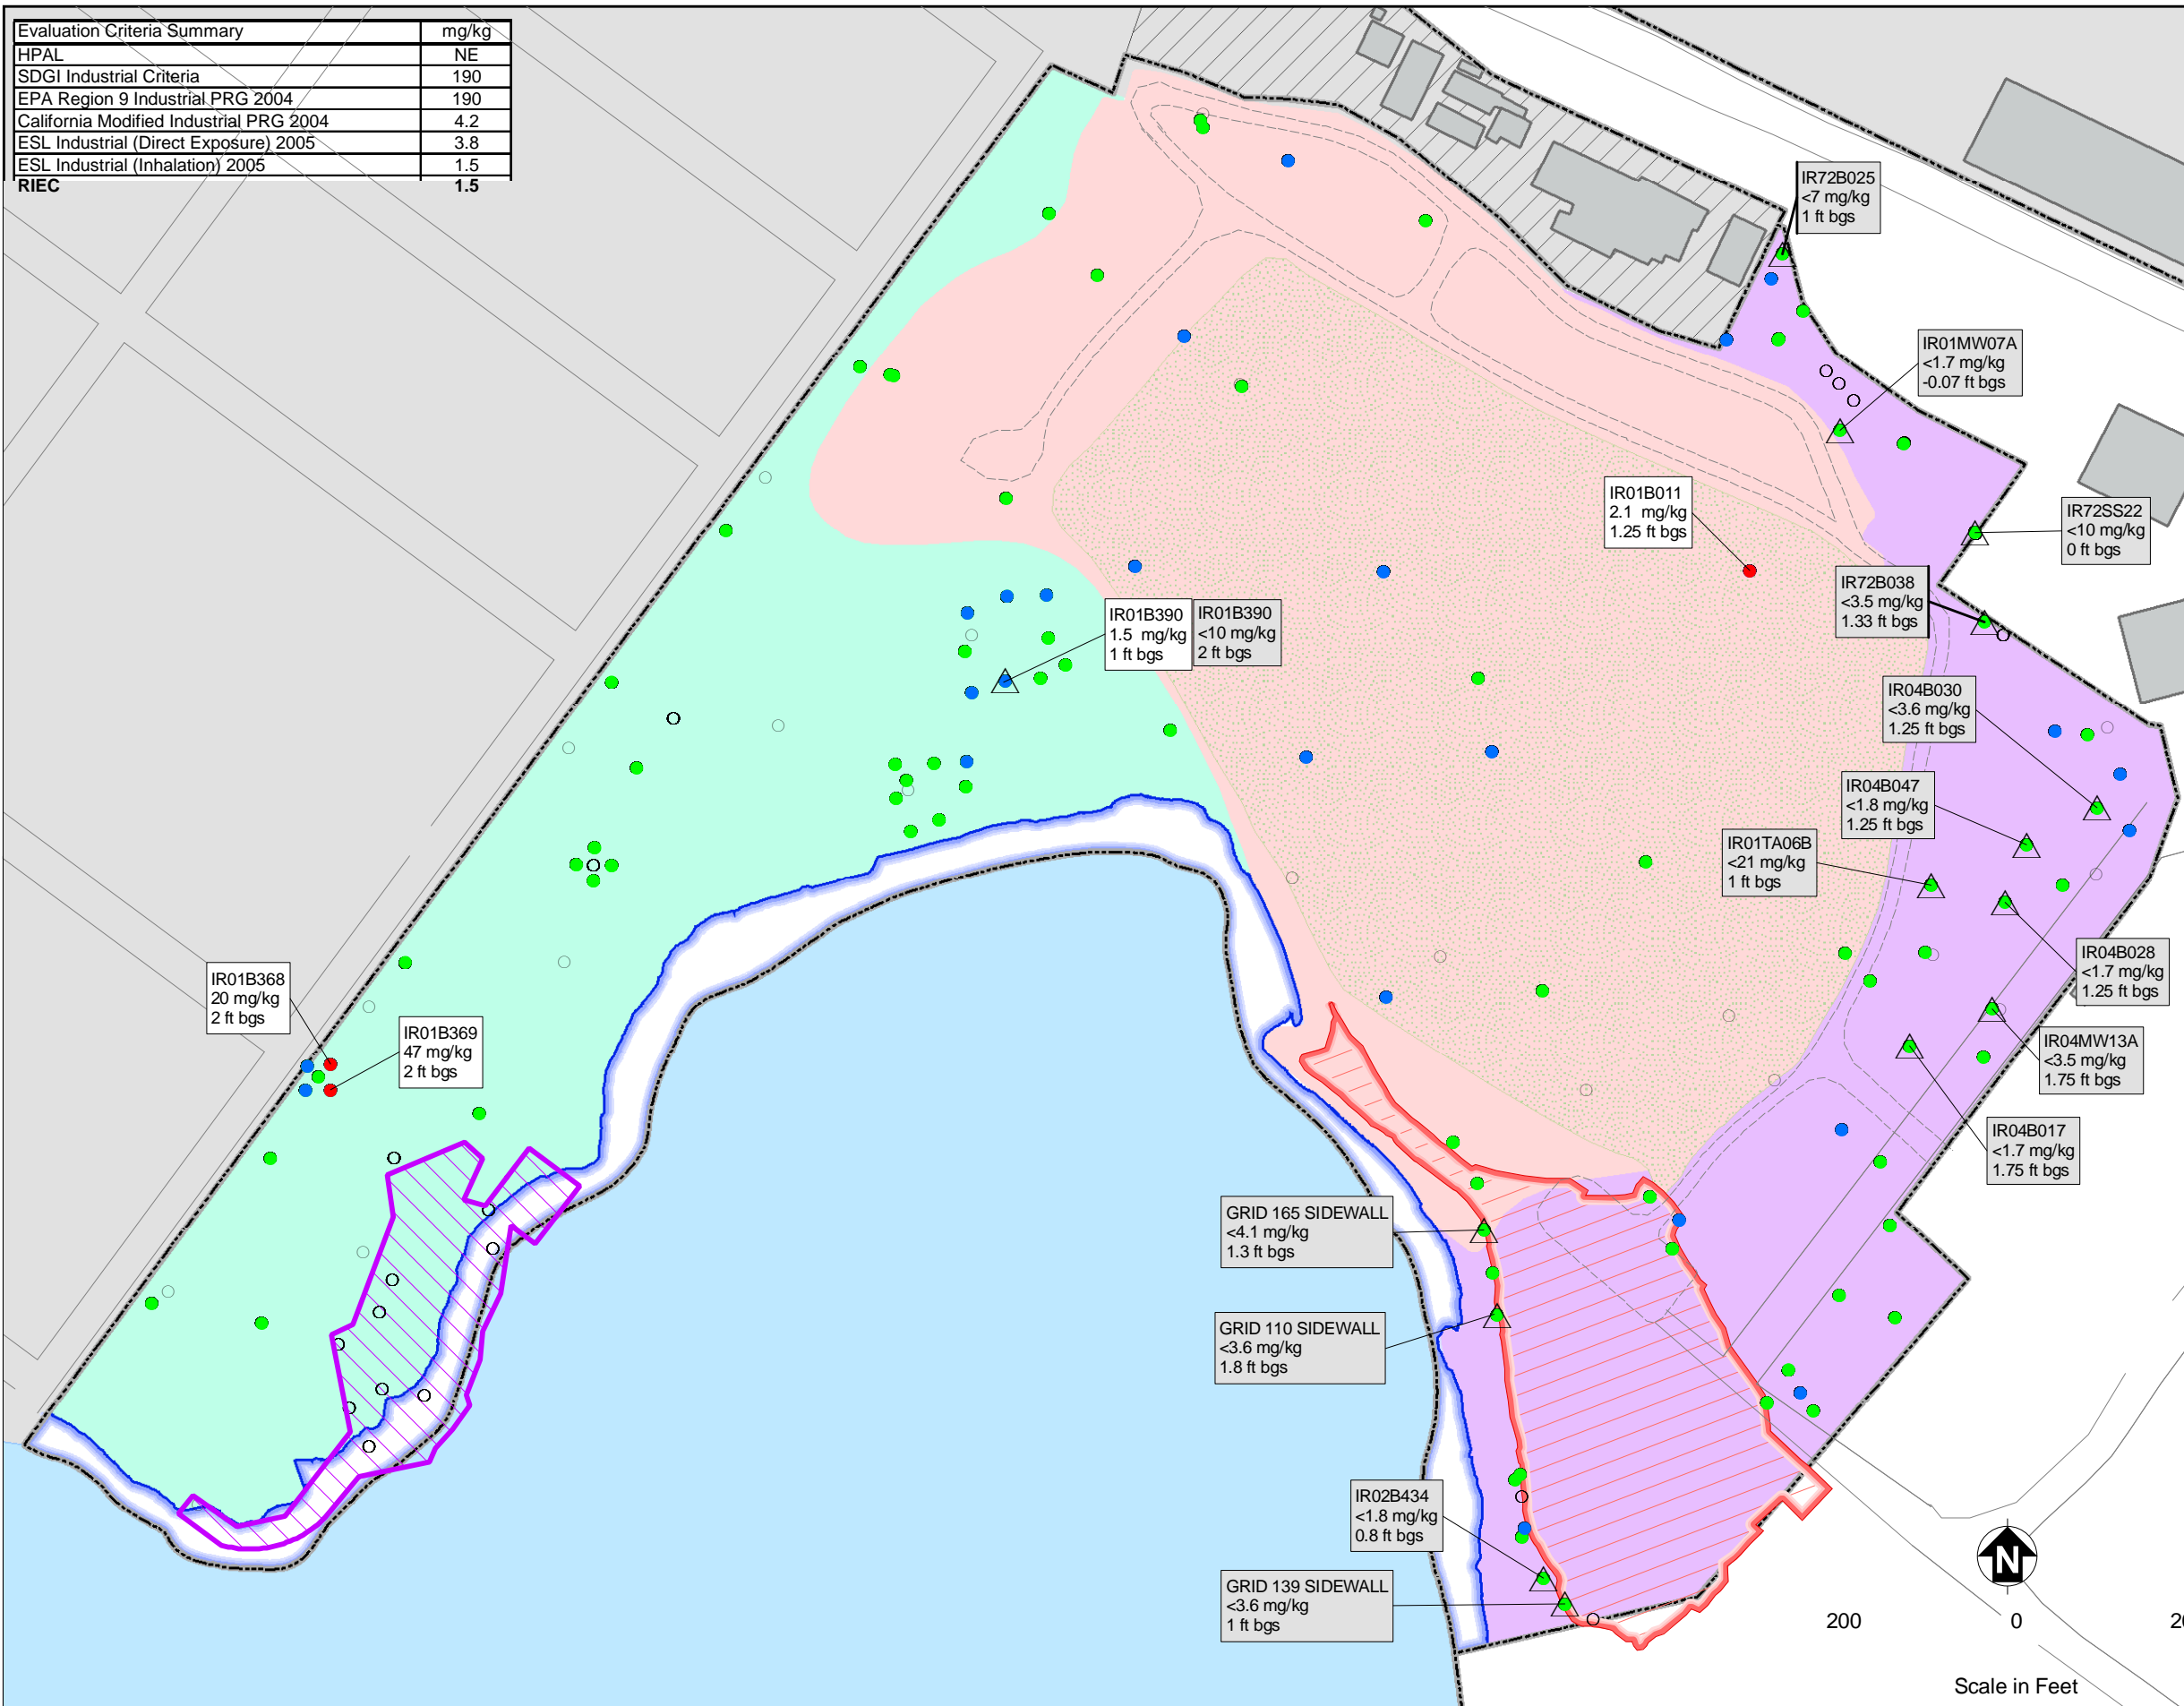 Evaluation Criteria Summary mg/kg
HPAL NE
SDGI Industrial Criteria 190
EPA Region 9 Industrial PRG 2004 190
California Modified Industrial PRG 2004 4.2
ESL Industrial (Direct Exposure) 2005 3.8
ESL Industrial (Inhalation) 2005 1.5
RIEC 1.5
IR72B025
<7 mg/kg
1 ft bgs
IR01MW07A
<1.7 mg/kg
-0.07 ft bgs
IR01B011
2.1 mg/kg
1.25 ft bgs
IR72SS22
<10 mg/kg
0 ft bgs
IR72B038
<3.5 mg/kg
1.33 ft bgs
IR01B390
1.5 mg/kg
1 ft bgs
IR01B390
<10 mg/kg
2 ft bgs
IR04B030
<3.6 mg/kg
1.25 ft bgs
IR04B047
<1.8 mg/kg
1.25 ft bgs
IR01TA06B
<21 mg/kg
1 ft bgs
IR04B028
<1.7 mg/kg
1.25 ft bgs
IR01B368
20 mg/kg
2 ft bgs
IR01B369
47 mg/kg
2 ft bgs
IR04MW13A
<3.5 mg/kg
1.75 ft bgs
IR04B017
<1.7 mg/kg
1.75 ft bgs
GRID 165 SIDEWALL
<4.1 mg/kg
1.3 ft bgs
GRID 110 SIDEWALL
<3.6 mg/kg
1.8 ft bgs
IR02B434
<1.8 mg/kg
0.8 ft bgs
GRID 139 SIDEWALL
<3.6 mg/kg
1 ft bgs
N
200 0
Scale in Feet